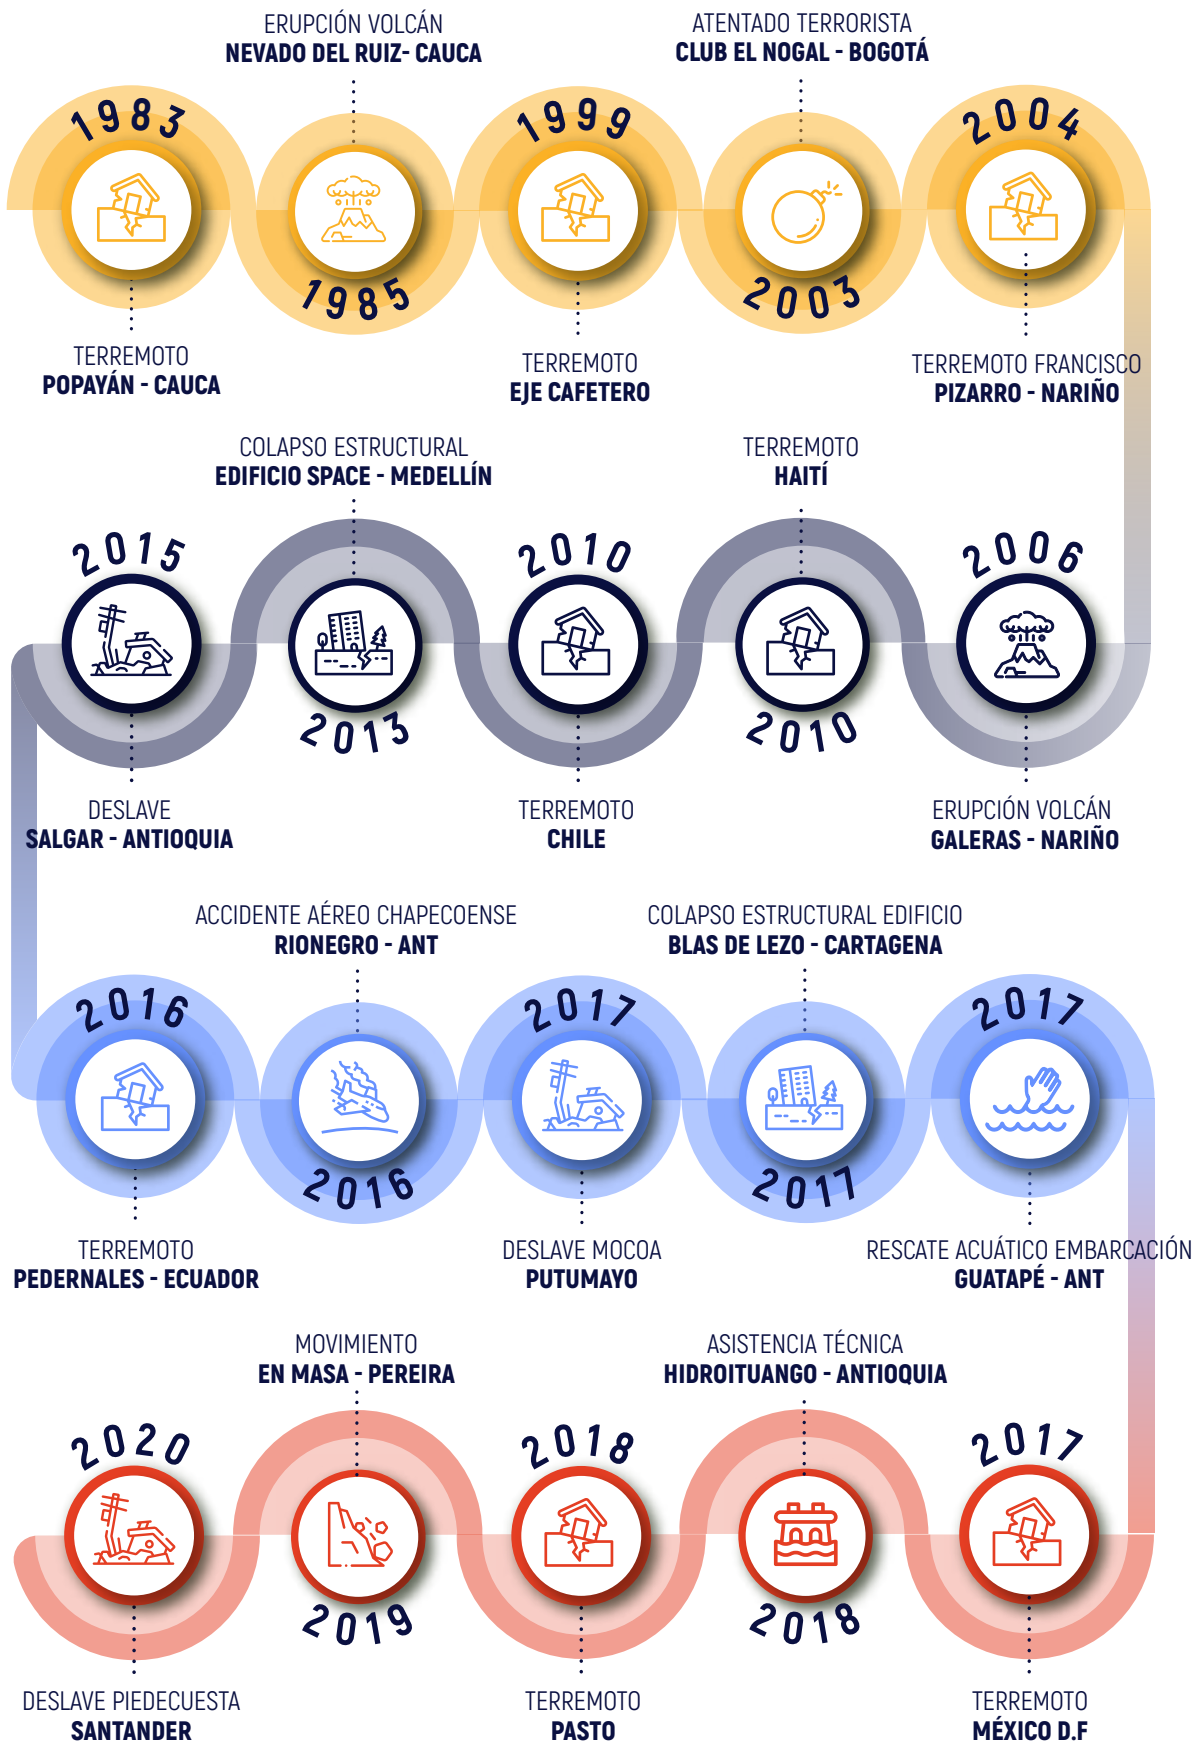 ERUPCIÓN VOLCÁN
NEVADO DEL RUIZ- CAUCA
ATENTADO TERRORISTA
CLUB EL NOGAL - BOGOTÁ
1983
1999
2004
1985
2003
TERREMOTO
POPAYÁN - CAUCA
TERREMOTO
EJE CAFETERO
TERREMOTO FRANCISCO
PIZARRO - NARIÑO
COLAPSO ESTRUCTURAL
EDIFICIO SPACE - MEDELLÍN
TERREMOTO
HAITÍ
2015
2010
2006
2013
2010
DESLAVE
SALGAR - ANTIOQUIA
TERREMOTO
CHILE
ERUPCIÓN VOLCÁN
GALERAS - NARIÑO
ACCIDENTE AÉREO CHAPECOENSE
RIONEGRO - ANT
COLAPSO ESTRUCTURAL EDIFICIO
BLAS DE LEZO - CARTAGENA
2016
2017
2017
2016
2017
TERREMOTO
PEDERNALES - ECUADOR
DESLAVE MOCOA
PUTUMAYO
RESCATE ACUÁTICO EMBARCACIÓN
GUATAPÉ - ANT
MOVIMIENTO
EN MASA - PEREIRA
ASISTENCIA TÉCNICA
HIDROITUANGO - ANTIOQUIA
2020
2018
2017
2019
2018
DESLAVE PIEDECUESTA
SANTANDER
TERREMOTO
PASTO
TERREMOTO
MÉXICO D.F